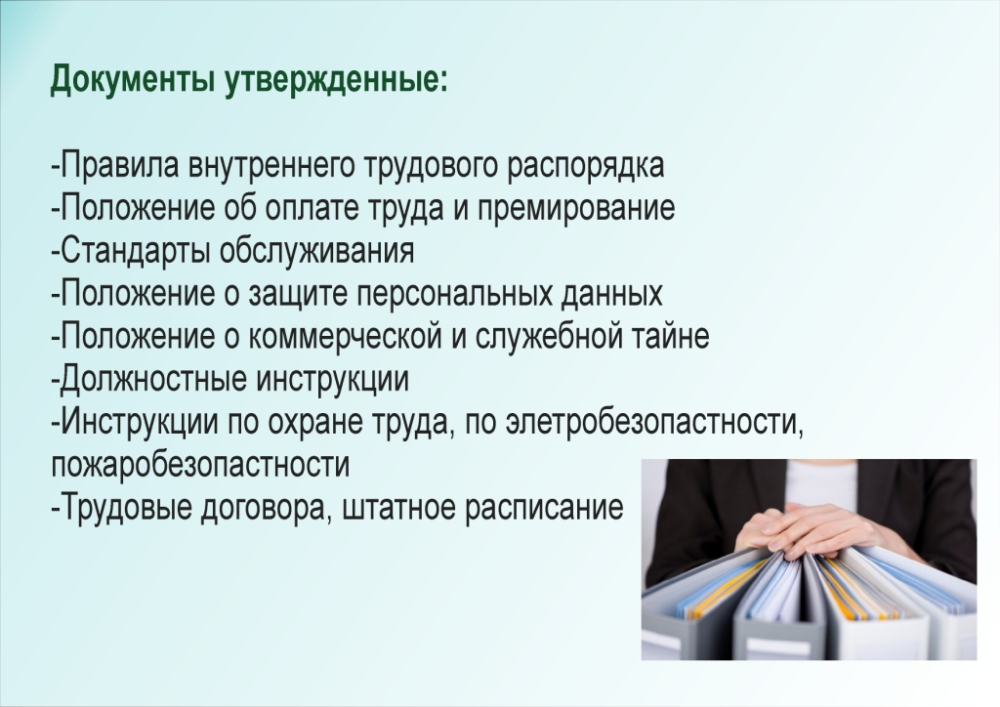 Документы утвержденные:
-Правила внутреннего трудового распорядка
-Положение об оплате труда и премирование
-Стандарты обслуживания
-Положение о защите персональных данных
-Положение о коммерческой и служебной тайне
-Должностные инструкции
-Инструкции по охране труда, по элетробезопастности,
пожаробезопастности
-Трудовые договора, штатное расписание